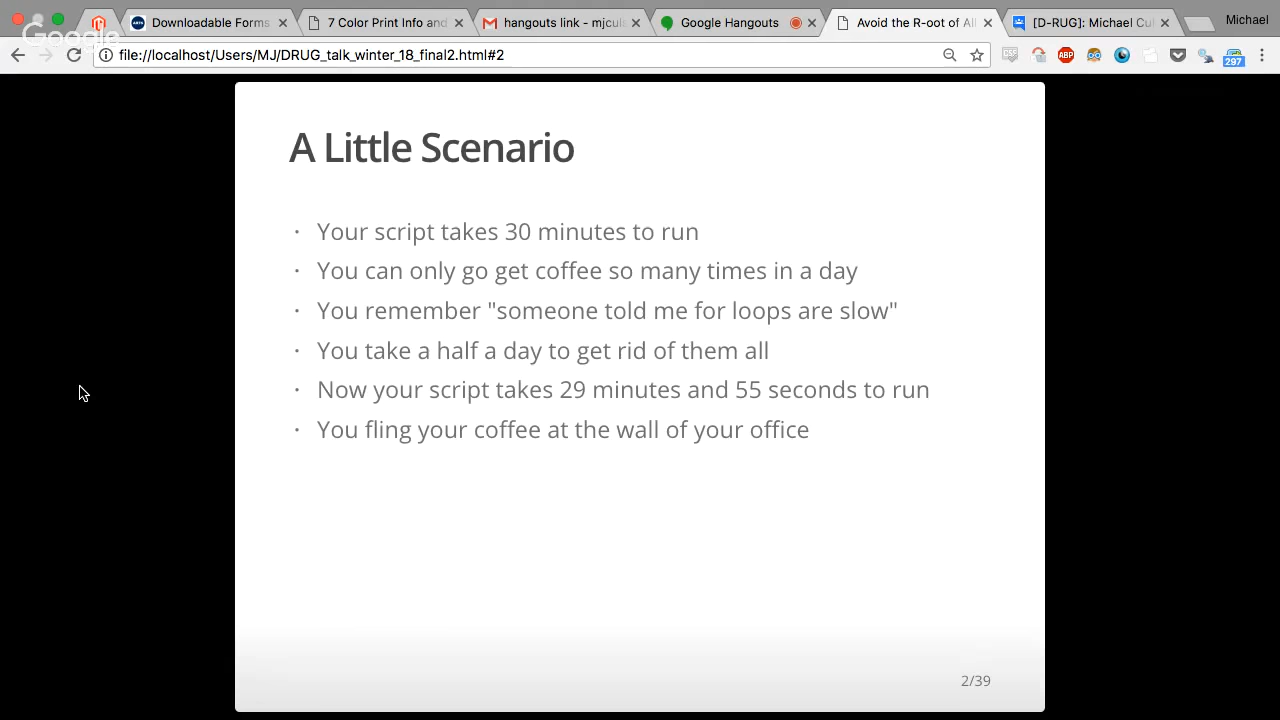 Michael
Downloadable Forms
7 Color Print Info and
hangouts link - mjcul
Google Hangouts
Avoid the R-oot of All
[D-RUG]: Michael Cul
Google
file://localhost/Users/MJ/DRUG_talk_winter_18_final2.html#2
ABP
297
A Little Scenario
· Your script takes 30 minutes to run
· You can only go get coffee so many times in a day
· You remember "someone told me for loops are slow"
· You take a half a day to get rid of them all
· Now your script takes 29 minutes and 55 seconds to run
· You fling your coffee at the wall of your office
2/39